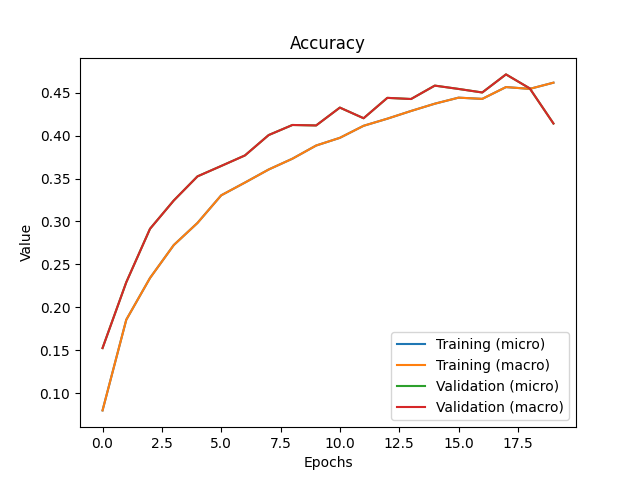 Accuracy
Value
0.45
0.40
0.35
0.30
0.25
0.20
0.15
0.10
Training (micro)
Training (macro)
Validation (micro)
Validation (macro)
0.0 2.5 5.0 7.5 10.0 12.5 15.0 17.5
Epochs